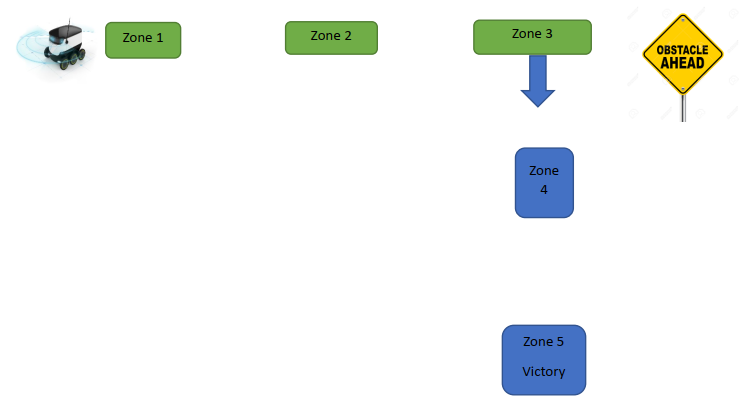 Zone 1
Zone 2
Zone 3
OBSTACLE
AHEAD
Zone
4
Zone 5
Victory